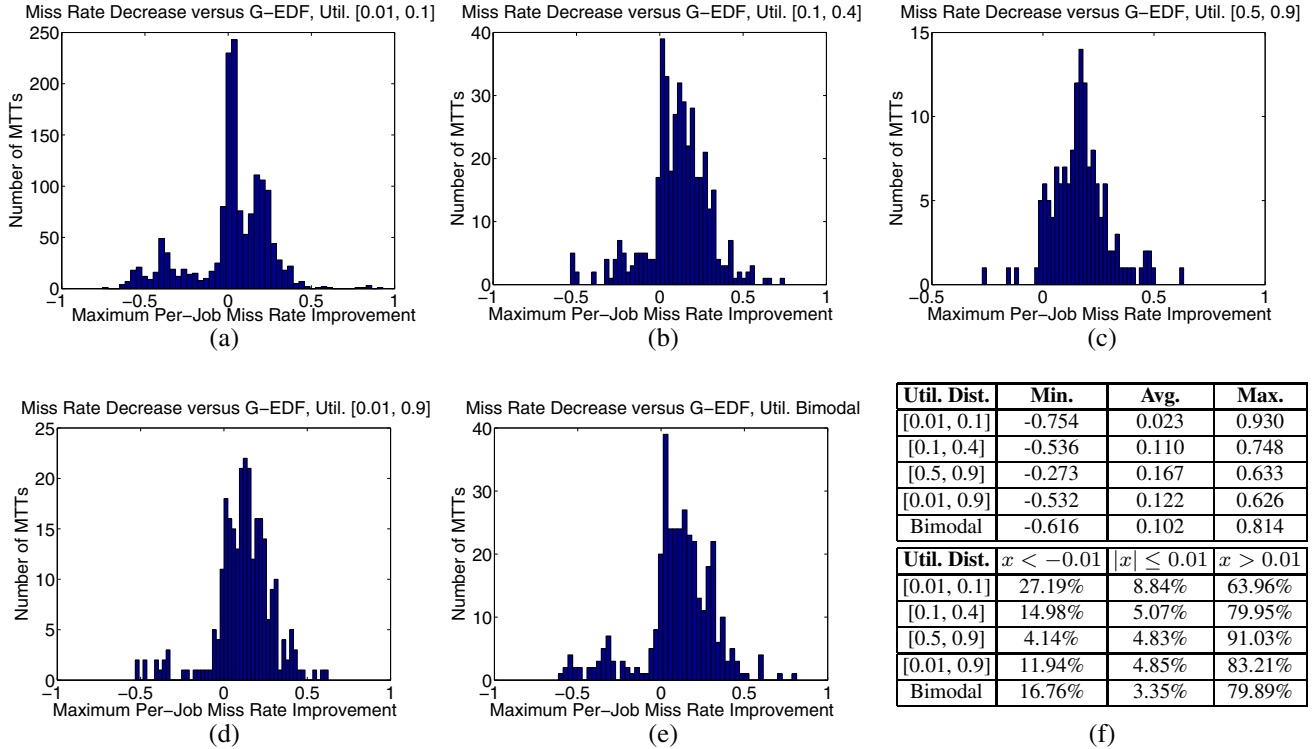 Miss Rate Decrease versus G−EDF, Util. [0.01, 0.1]
250
200
150
100
50
0
−1
−0.5
0
0.5
1
Number of MTTs
Maximum Per−Job Miss Rate Improvement
(a)
Miss Rate Decrease versus G−EDF, Util. [0.1, 0.4]
40
30
20
10
0
−1
−0.5
0
0.5
1
Number of MTTs
Maximum Per−Job Miss Rate Improvement
(b)
Miss Rate Decrease versus G−EDF, Util. [0.5, 0.9]
15
10
5
0
−0.5
0
0.5
1
Number of MTTs
Maximum Per−Job Miss Rate Improvement
(c)
Miss Rate Decrease versus G−EDF, Util. [0.01, 0.9]
25
20
15
10
5
0
−1
−0.5
0
0.5
1
Number of MTTs
Maximum Per−Job Miss Rate Improvement
(d)
Miss Rate Decrease versus G−EDF, Util. Bimodal
40
30
20
10
0
−1
−0.5
0
0.5
1
Number of MTTs
Maximum Per−Job Miss Rate Improvement
(e)
Util. Dist. Min. Avg. Max.
[0.01, 0.1] -0.754 0.023 0.930
[0.1, 0.4] -0.536 0.110 0.748
[0.5, 0.9] -0.273 0.167 0.633
[0.01, 0.9] -0.532 0.122 0.626
Bimodal -0.616 0.102 0.814
Util. Dist. x < −0.01 |x| ≤ 0.01 x > 0.01
[0.01, 0.1] 27.19% 8.84% 63.96%
[0.1, 0.4] 14.98% 5.07% 79.95%
[0.5, 0.9] 4.14% 4.83% 91.03%
[0.01, 0.9] 11.94% 4.85% 83.21%
Bimodal 16.76% 3.35% 79.89%
(f)